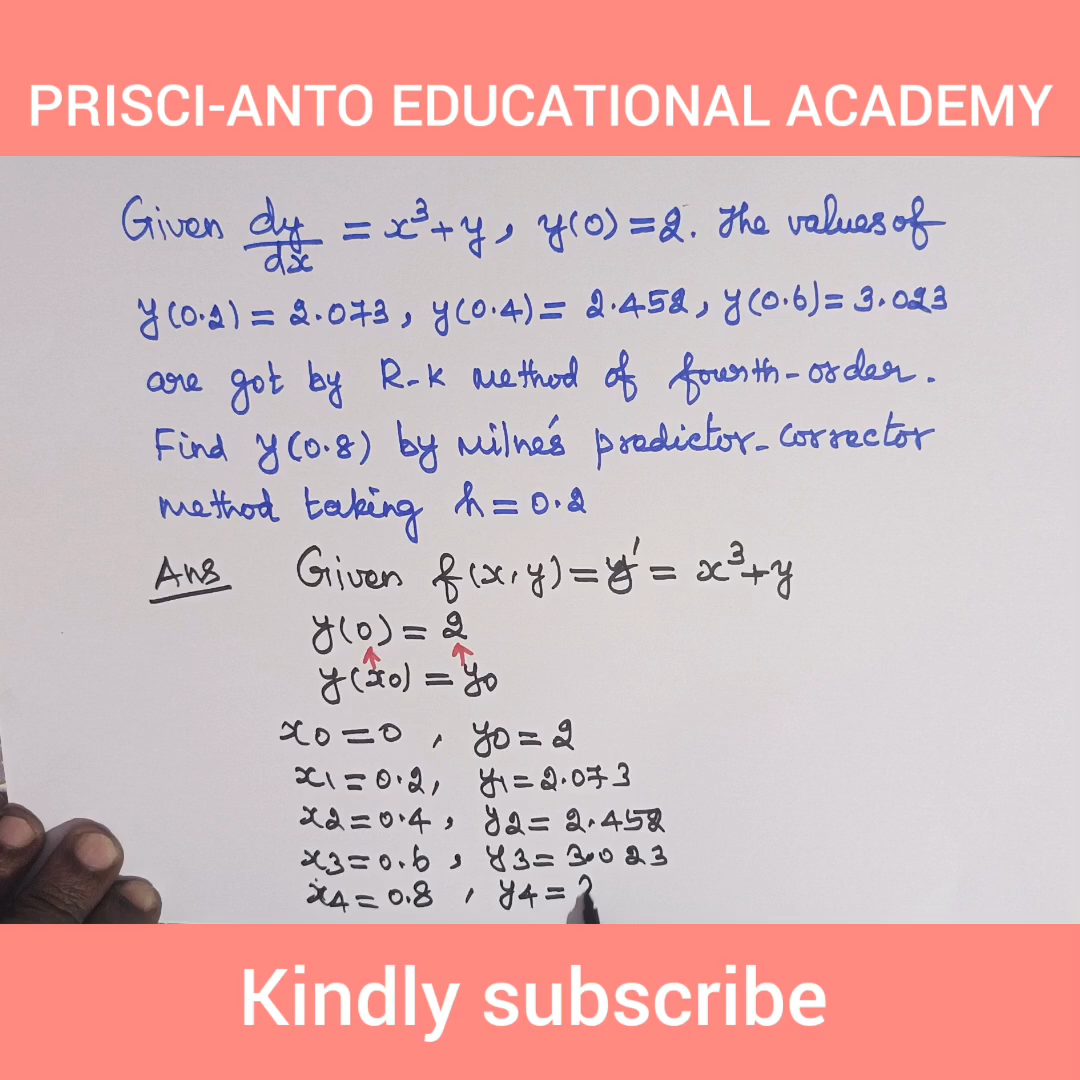 PRISCI-ANTO EDUCATIONAL ACADEMY
Given dy/dx = x³+y, y(0)=2. The values of
y(0.2)=2.073, y(0.4)=2.452, y(0.6)=3.023
are got by R-K method of fourth-order.
Find y(0.8) by Milne's predictor-corrector
method taking h=0.2
Ans Given f(x,y)=y'=x³+y
y(0)=2
y(x0)=y0
x0=0, y0=2
x1=0.2, y1=2.073
x2=0.4, y2=2.452
x3=0.6, y3=3.023
x4=0.8, y4=
Kindly subscribe